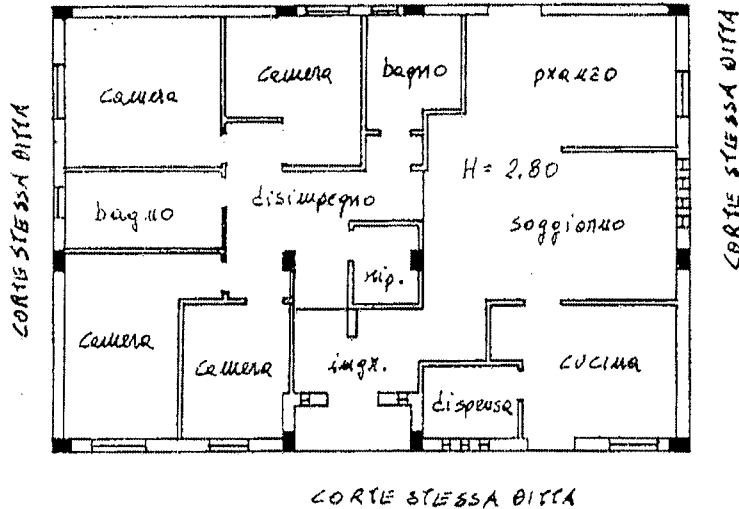 camera
camera
bagno
pranzo
H = 2.80
bagno
disimpegno
soggiorno
rip.
camera
camera
ingr.
cucina
dispensa
CORTE STESSA DITTA
CORTE STESSA DITTA
CORTE STESSA DITTA